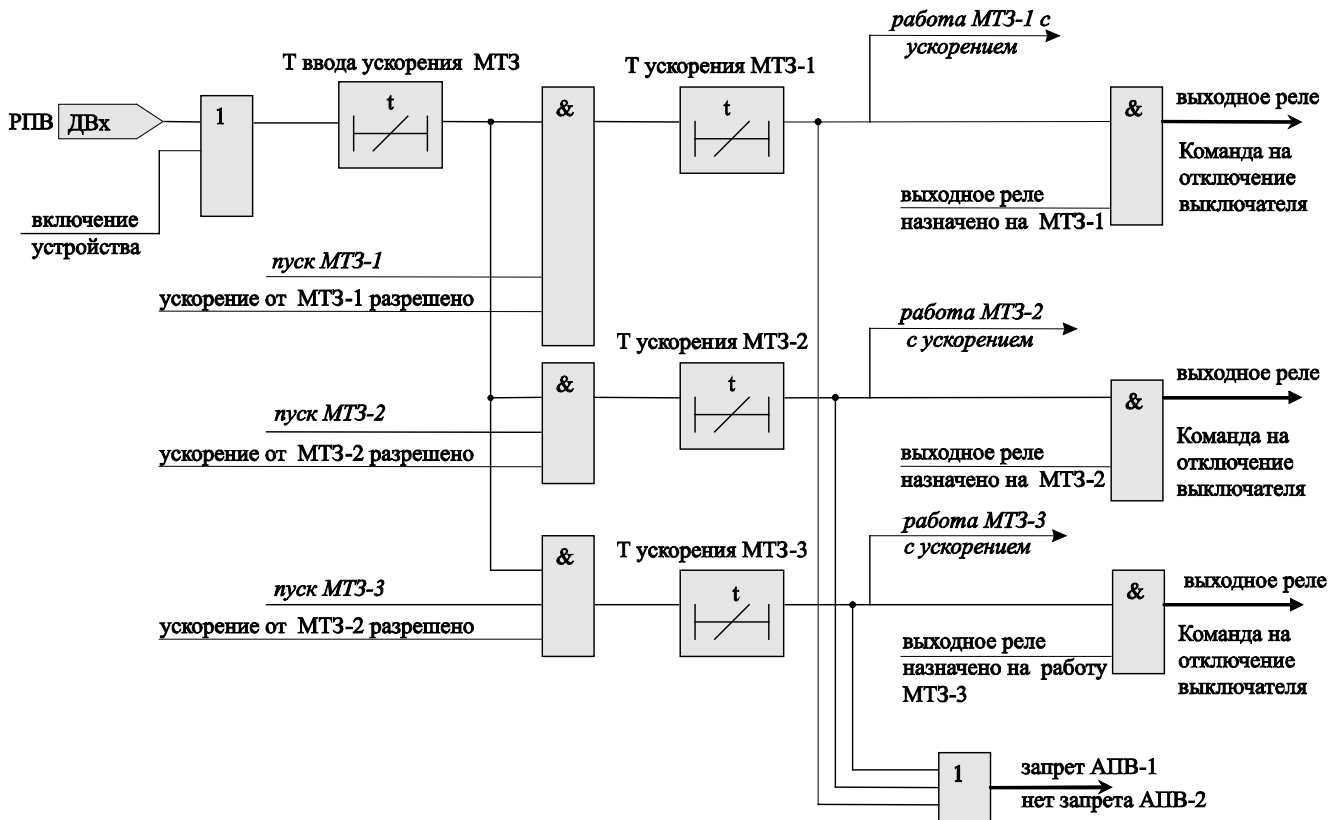 работа МТЗ-1 с
ускорением
Т ввода ускорения МТЗ
Т ускорения МТЗ-1
РПВ
ДВх
1
t
&
t
&
выходное реле
Команда на
отключение
выключателя
выходное реле
назначено на МТЗ-1
включение
устройства
пуск МТЗ-1
ускорение от МТЗ-1 разрешено
работа МТЗ-2
с ускорением
Т ускорения МТЗ-2
&
t
&
выходное реле
Команда на
отключение
выключателя
пуск МТЗ-2
ускорение от МТЗ-2 разрешено
выходное реле
назначено на МТЗ-2
работа МТЗ-3
с ускорением
Т ускорения МТЗ-3
&
t
&
выходное реле
Команда на
отключение
выключателя
пуск МТЗ-3
ускорение от МТЗ-2 разрешено
выходное реле
назначено на работу
МТЗ-3
1
запрет АПВ-1
нет запрета АПВ-2